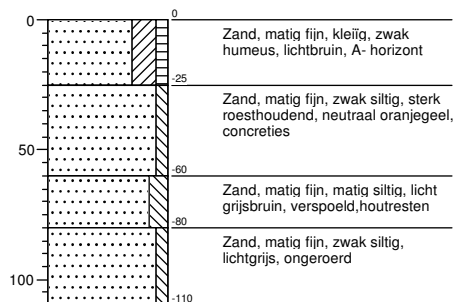 0
0
Zand, matig fijn, kleiïg, zwak
humeus, lichtbruin, A- horizont
-25
Zand, matig fijn, zwak siltig, sterk
roesthoudend, neutraal oranjegeel,
concreties
50
-60
Zand, matig fijn, matig siltig, licht
grijsbruin, verspoeld,houtresten
-80
Zand, matig fijn, zwak siltig,
lichtgrijs, ongeroerd
100
-110